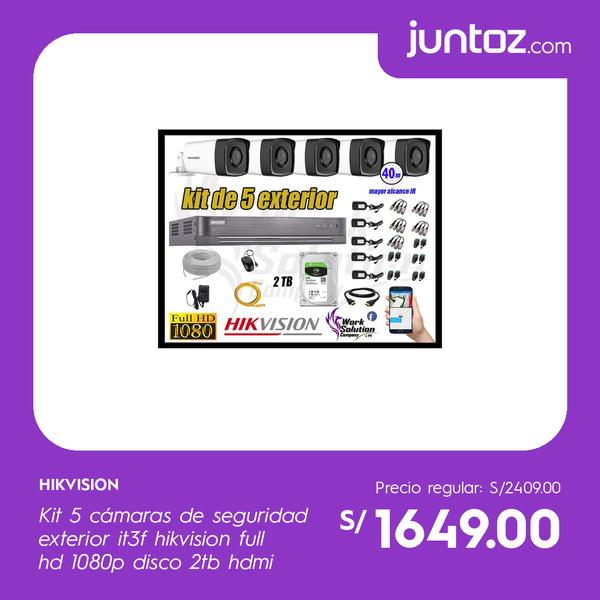 juntoz.com
HIKVISION
40m
mayor alcance IR
kit de 5 exterior
2 TB
Full HD
1080
HIKVISION
Work
Solution
Company
HIKVISION
Precio regular: S/2409.00
Kit 5 cámaras de seguridad
exterior it3f hikvision full
hd 1080p disco 2tb hdmi
S/1649.00